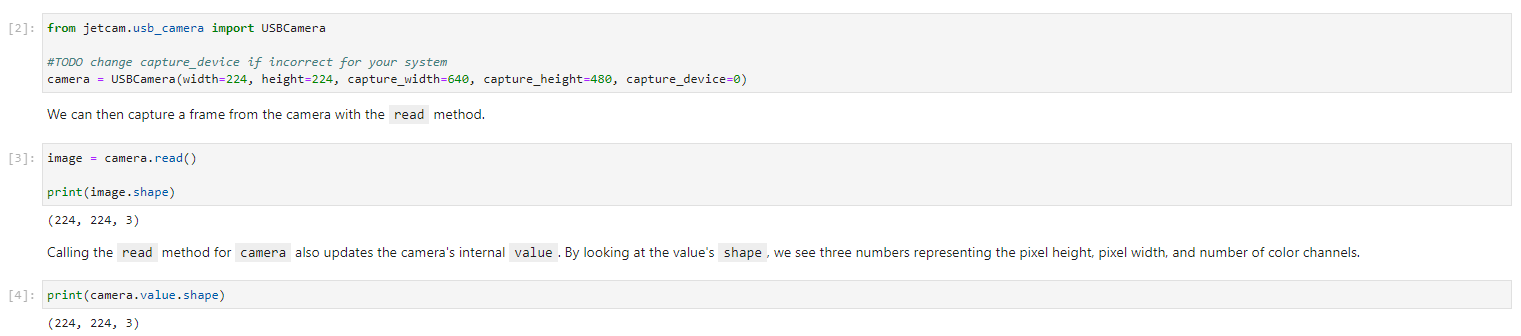 [2]: from jetcam.usb_camera import USBCamera
#TODO change capture_device if incorrect for your system
camera = USBCamera(width=224, height=224, capture_width=640, capture_height=480, capture_device=0)
We can then capture a frame from the camera with the read method.
[3]: image = camera.read()
print(image.shape)
(224, 224, 3)
Calling the read method for camera also updates the camera's internal value. By looking at the value's shape, we see three numbers representing the pixel height, pixel width, and number of color channels.
[4]: print(camera.value.shape)
(224, 224, 3)